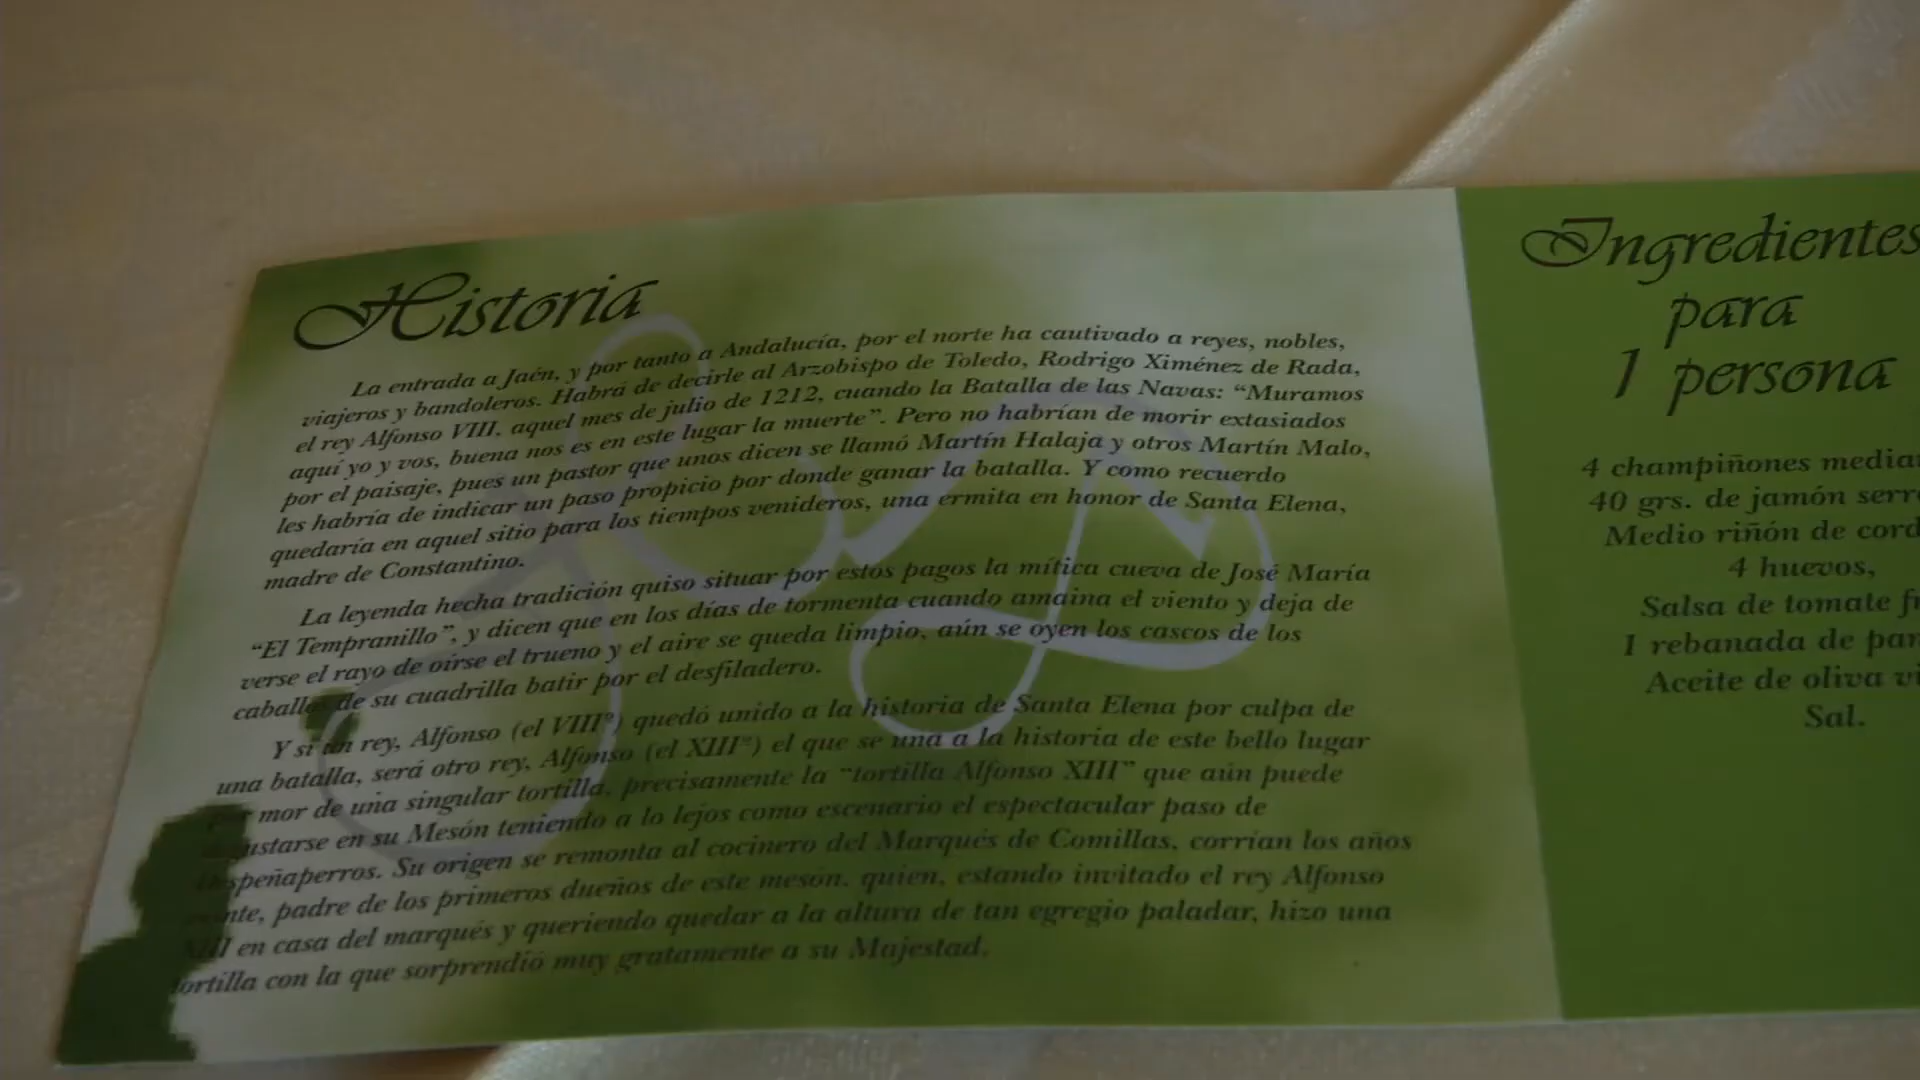 Historia
La entrada a Jaén, y por tanto a Andalucía, por el norte ha cautivado a reyes, nobles,
viajeros y bandoleros. Habrá de decirle al Arzobispo de Toledo, Rodrigo Ximénez de Rada,
el rey Alfonso VIII, aquel mes de julio de 1212, cuando la Batalla de las Navas: “Muramos
aquí yo y vos, buena nos es en este lugar la muerte”. Pero no habrían de morir extasiados
por el paisaje, pues un pastor que unos dicen se llamó Martín Halaja y otros Martín Malo,
les habría de indicar un paso propicio por donde ganar la batalla. Y como recuerdo
quedaría en aquel sitio para los tiempos venideros, una ermita en honor de Santa Elena,
madre de Constantino.
La leyenda hecha tradición quiso situar por estos pagos la mítica cueva de José María
“El Tempranillo”, y dicen que en los días de tormenta cuando amaina el viento y deja de
verse el rayo de oirse el trueno y el aire se queda limpio, aún se oyen los cascos de los
de su cuadrilla batir por el desfiladero.
Y si un rey, Alfonso (el VIIIº) quedó unido a la historia de Santa Elena por culpa de
una batalla, será otro rey, Alfonso (el XIIIº) el que se una a la historia de este bello lugar
mor de una singular tortilla, precisamente la “tortilla Alfonso XIII” que aún puede
en su Mesón teniendo a lo lejos como escenario el espectacular paso de
Su origen se remonta al cocinero del Marqués de Comillas, corrían los años
padre de los primeros dueños de este mesón, quien, estando invitado el rey Alfonso
XIII en casa del marqués y queriendo quedar a la altura de tan egregio paladar, hizo una
tortilla con la que sorprendió muy gratamente a su Majestad.
Ingredientes
para
1 persona
4 champiñones
40 grs. de jamón
Medio riñón de
4 huevos,
Salsa de tomate
1 rebanada de pan
Aceite de oliva
Sal.